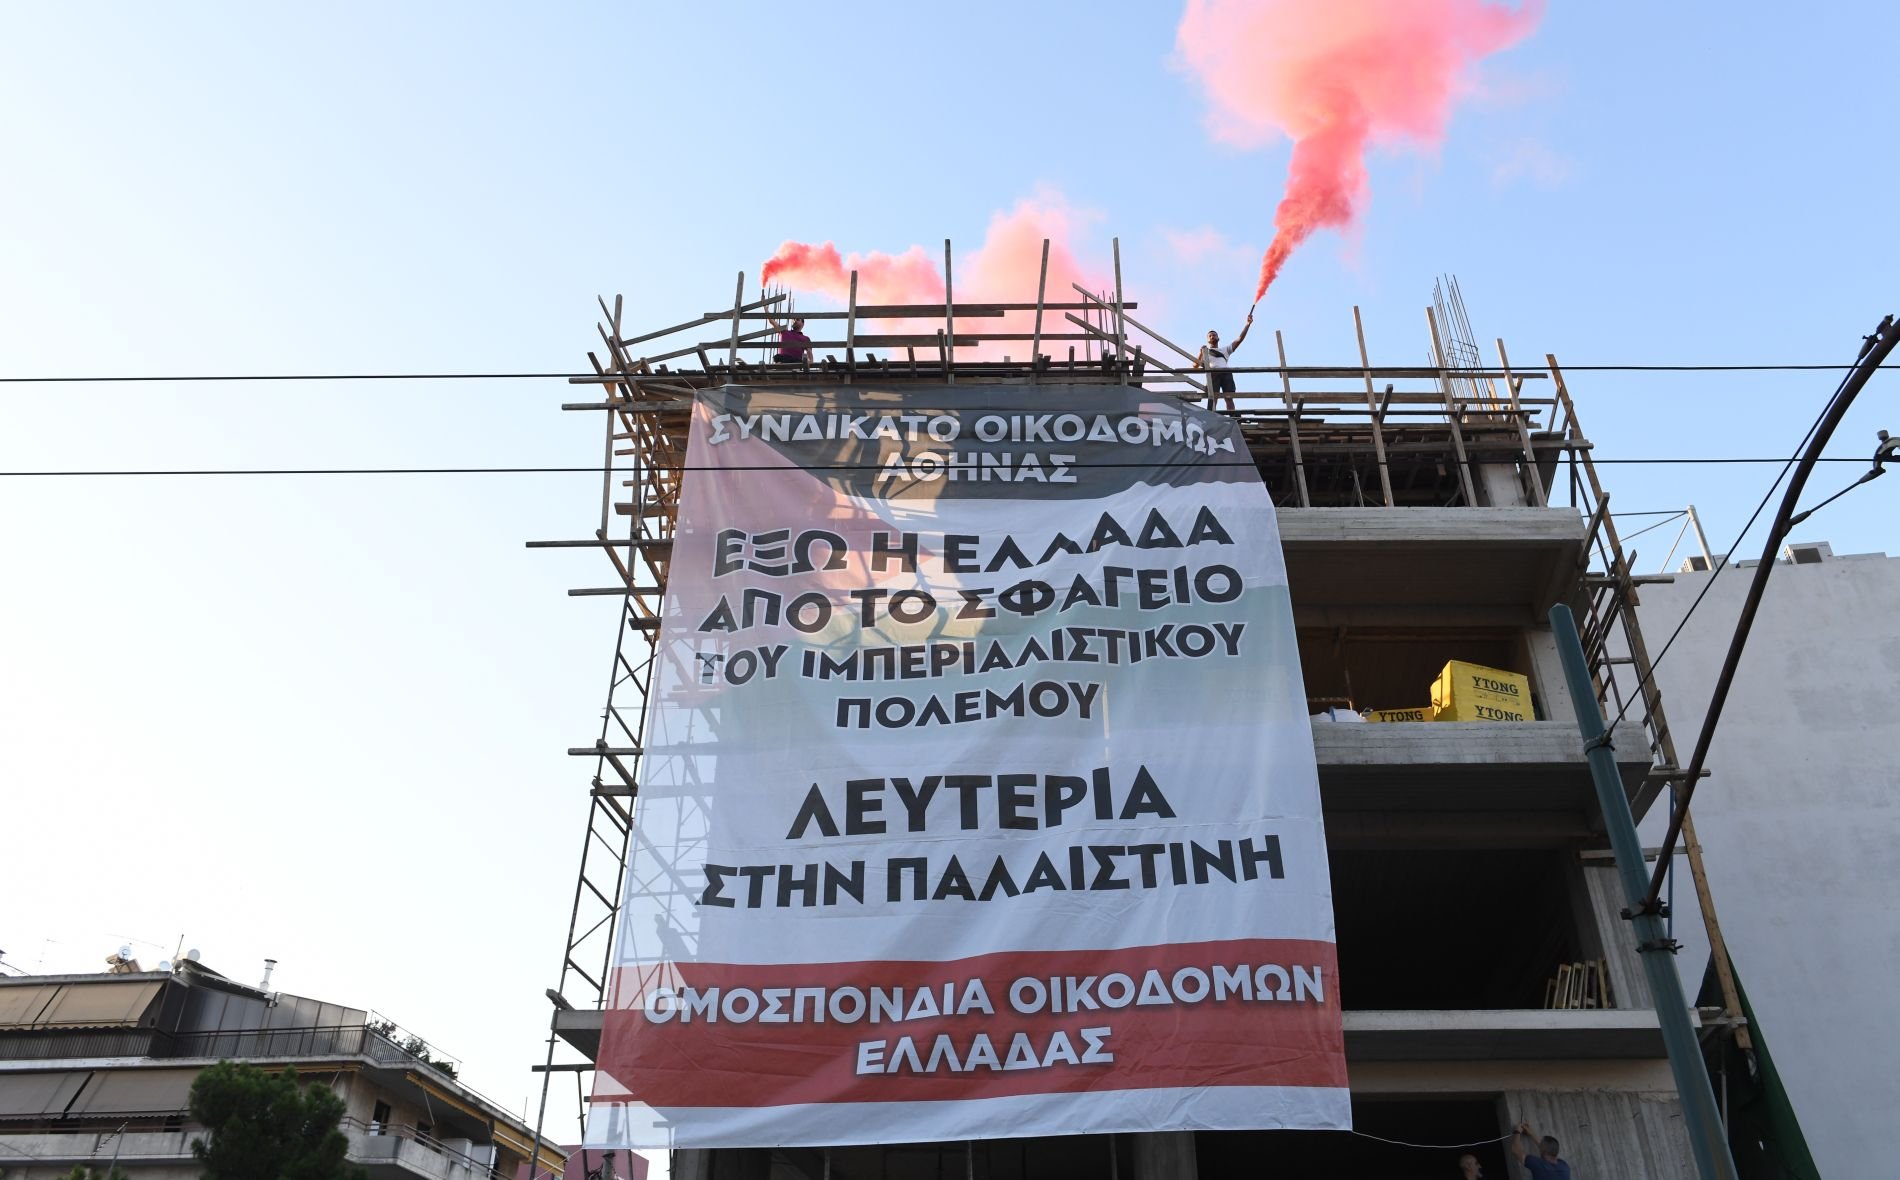 ΣΥΝΔΙΚΑΤΟ ΟΙΚΟΔΟΜΩΝ
ΑΘΗΝΑΣ
ΕΞΩ Η ΕΛΛΑΔΑ
ΑΠΟ ΤΟ ΣΦΑΓΕΙΟ
ΤΟΥ ΙΜΠΕΡΙΑΛΙΣΤΙΚΟΥ
ΠΟΛΕΜΟΥ
ΛΕΥΤΕΡΙΑ
ΣΤΗΝ ΠΑΛΑΙΣΤΙΝΗ
ΟΜΟΣΠΟΝΔΙΑ ΟΙΚΟΔΟΜΩΝ
ΕΛΛΑΔΑΣ
YTONG
YTONG
YTONG